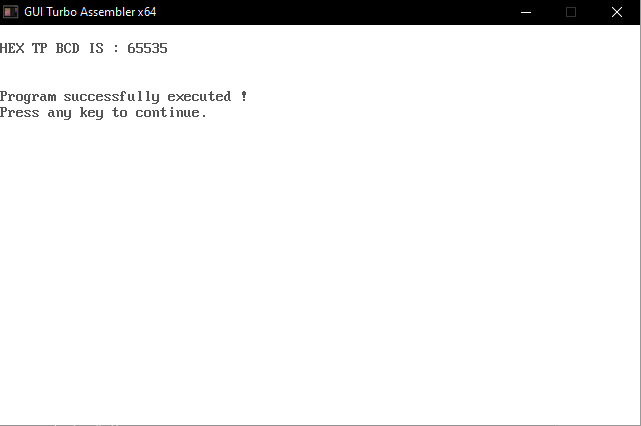 GUI Turbo Assembler x64
HEX TP BCD IS : 65535
Program successfully executed !
Press any key to continue.